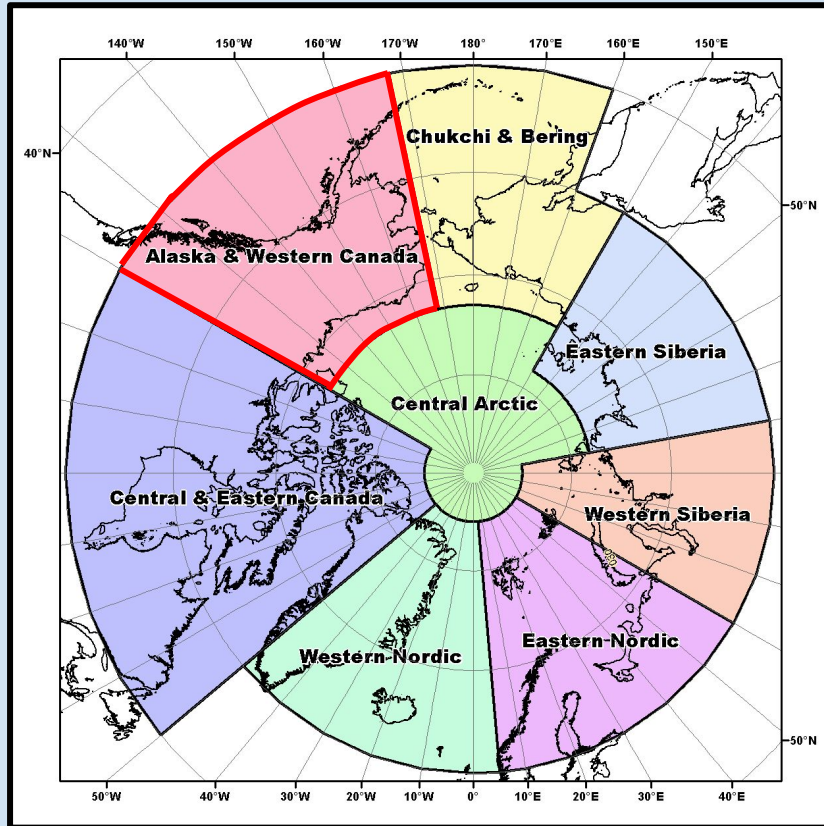 140°W 150°W 160°W 170°W 180° 170°E 160°E 150°E
40°N
Chukchi & Bering
50°N
Alaska & Western Canada
Eastern Siberia
Central Arctic
Central & Eastern Canada
Western Siberia
Eastern Nordic
Western Nordic
50°N
50°W 40°W 30°W 20°W 10°W 0° 10°E 20°E 30°E 40°E